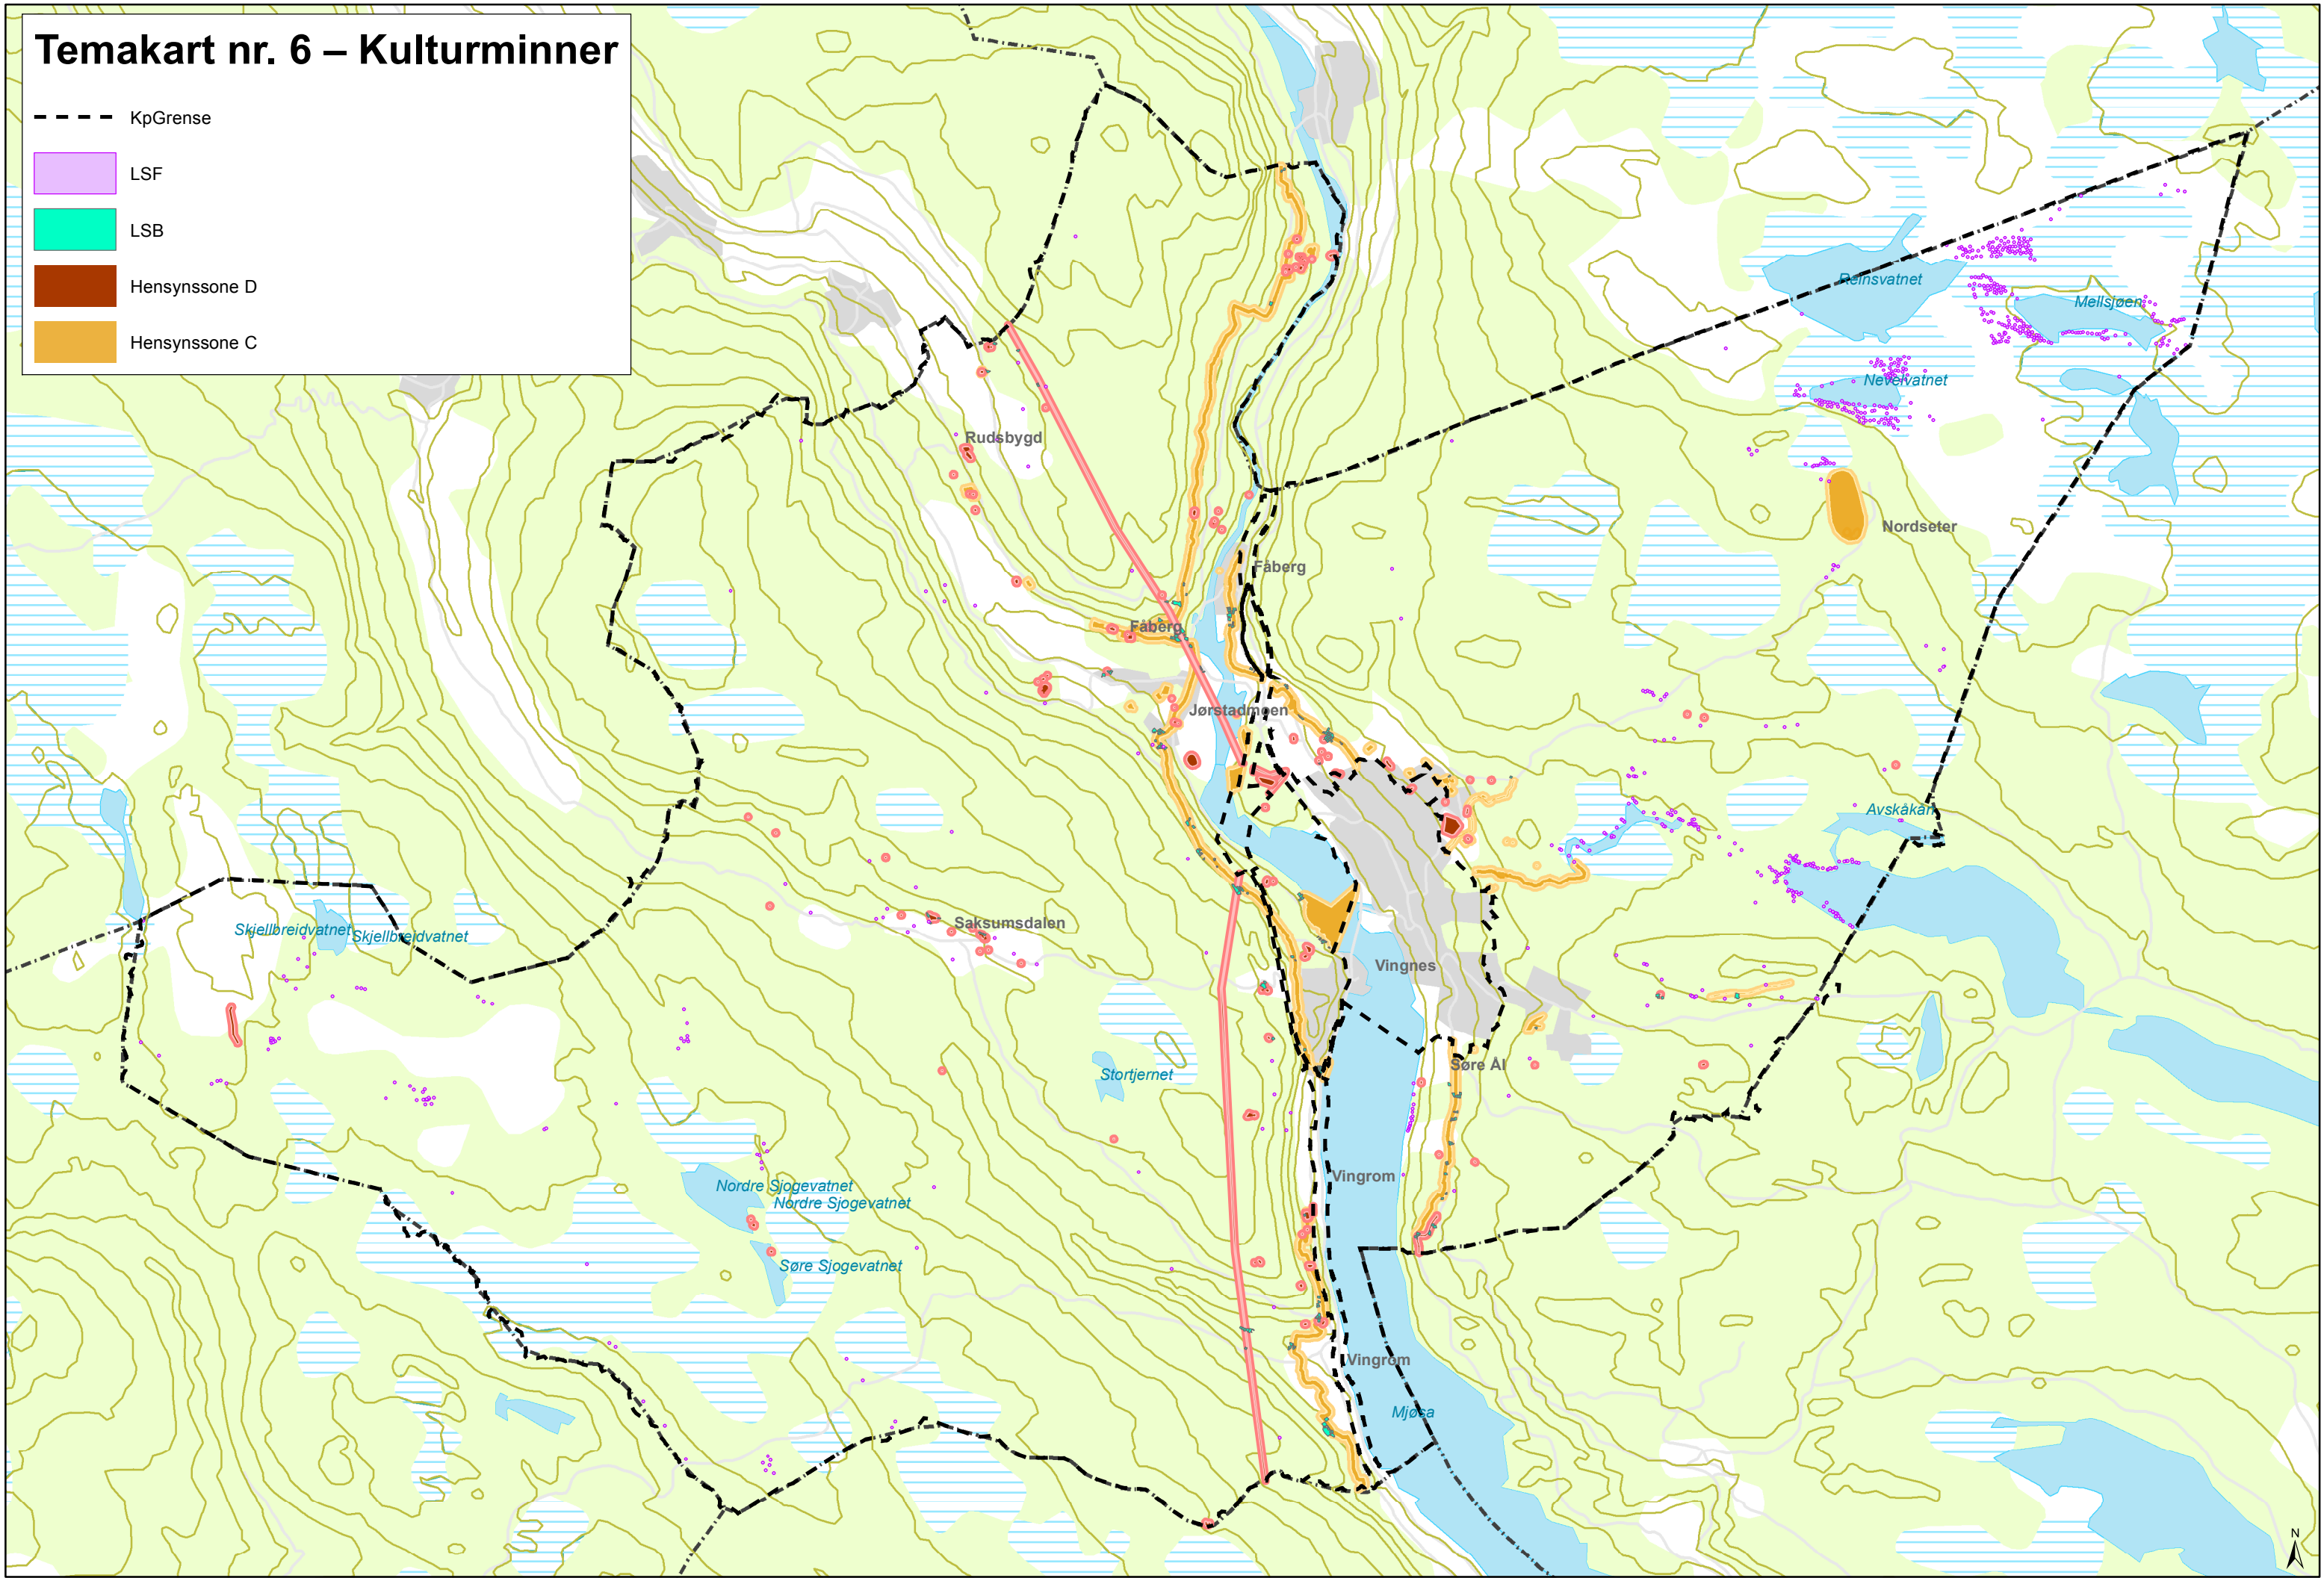 Temakart nr. 6 – Kulturminner
KpGrense
LSF
LSB
Hensynssone D
Hensynssone C
Reinsvatnet
Mellsjøen
Nevelvatnet
Rudsbygd
Nordseter
Fåberg
Fåberg
Jørstadmoen
Avskåkån
Saksumsdalen
Skjellbreidvatnet
Skjellbreidvatnet
Vingnes
Søre Ål
Stortjernet
Vingrom
Nordre Sjogevatnet
Nordre Sjogevatnet
Søre Sjogevatnet
Vingrom
Mjøsa
N